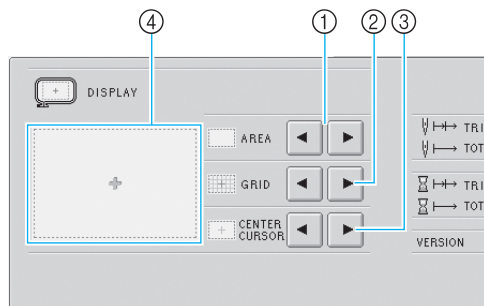 ④ ① ② ③
DISPLAY
AREA
GRID
CENTER
CURSOR
TRI
TOT
TRI
TOT
VERSION